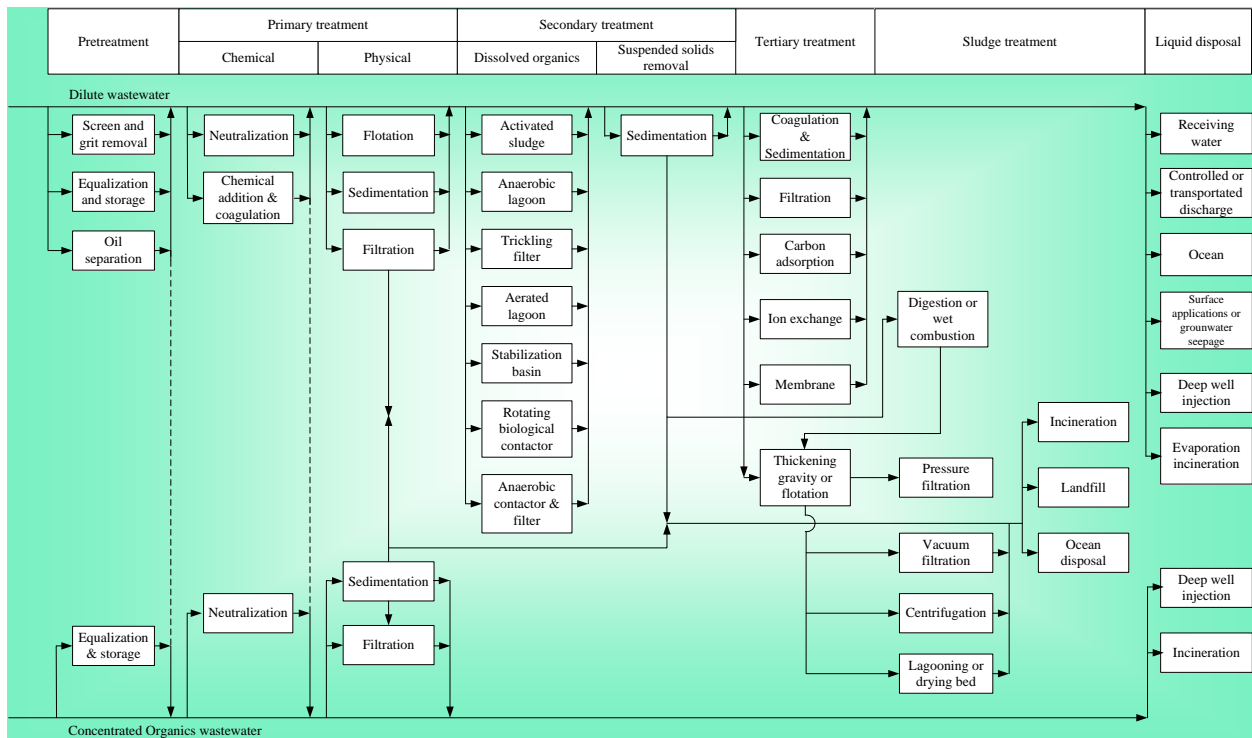 Pretreatment
Primary treatment
Chemical
Physical
Secondary treatment
Dissolved organics
Suspended solids
removal
Tertiary treatment
Sludge treatment
Liquid disposal
Dilute wastewater
Screen and
grit removal
Equalization
and storage
Oil
separation
Neutralization
Chemical
addition &
coagulation
Flotation
Sedimentation
Filtration
Activated
sludge
Anaerobic
lagoon
Trickling
filter
Aerated
lagoon
Stabilization
basin
Rotating
biological
contactor
Anaerobic
contactor &
filter
Sedimentation
Coagulation
&
Sedimentation
Filtration
Carbon
adsorption
Ion exchange
Membrane
Thickening
gravity or
flotation
Digestion or
wet
combustion
Pressure
filtration
Vacuum
filtration
Centrifugation
Lagooning or
drying bed
Incineration
Landfill
Ocean
disposal
Receiving
water
Controlled or
transportated
discharge
Ocean
Surface
applications or
grounwater
seepage
Deep well
injection
Evaporation
incineration
Equalization
& storage
Neutralization
Sedimentation
Filtration
Deep well
injection
Incineration
Concentrated Organics wastewater